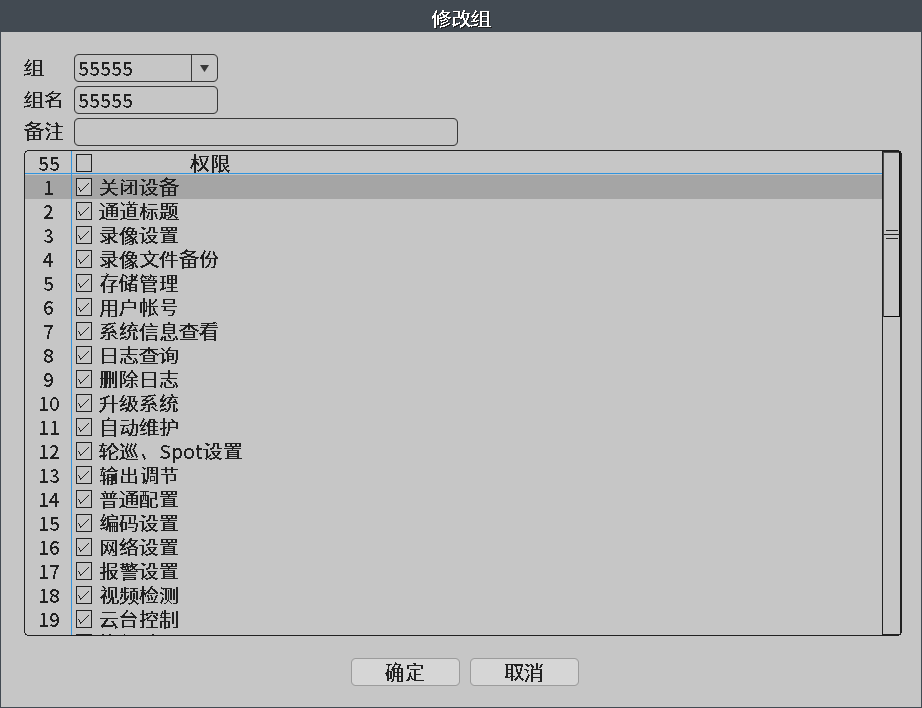 修改组
组 55555
组名 55555
备注
55 权限
1 关闭设备
2 通道标题
3 录像设置
4 录像文件备份
5 存储管理
6 用户帐号
7 系统信息查看
8 日志查询
9 删除日志
10 升级系统
11 自动维护
12 轮巡、Spot设置
13 输出调节
14 普通配置
15 编码设置
16 网络设置
17 报警设置
18 视频检测
19 云台控制
确定 取消